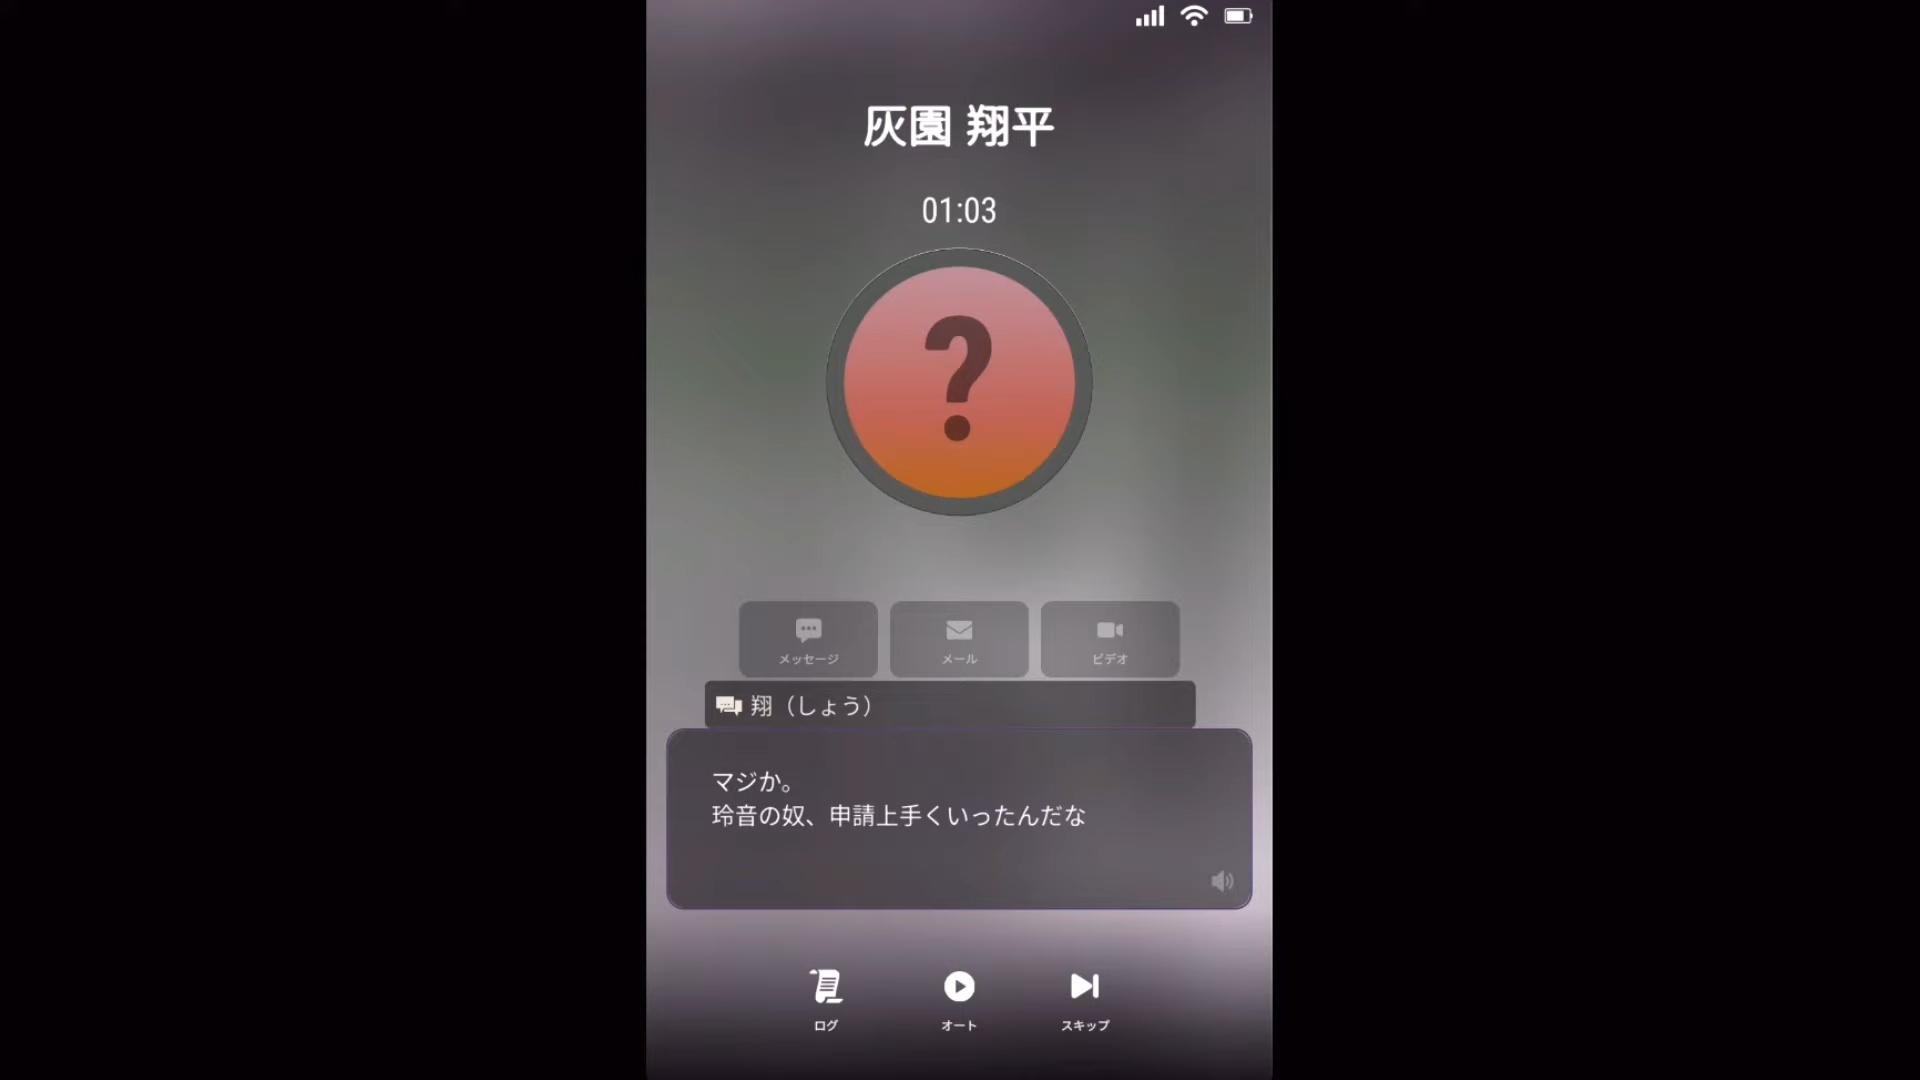 灰園 翔平
01:03
?
メッセージ
メール
ビデオ
翔（しょう）
マジか。
玲音の奴、申請上手くいったんだな
ログ
オート
スキップ